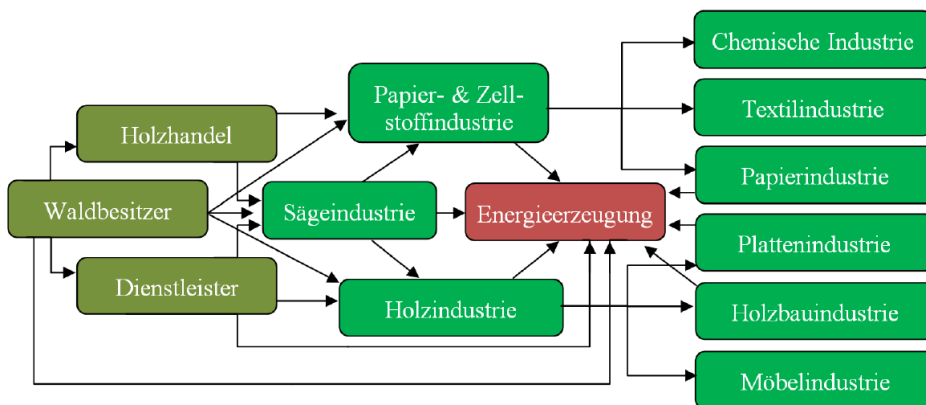 Chemische Industrie
Papier- & Zell-
stoffindustrie
Textilindustrie
Holzhandel
Papierindustrie
Waldbesitzer
Sägeindustrie
Energieerzeugung
Plattenindustrie
Dienstleister
Holzindustrie
Holzbauindustrie
Möbelindustrie